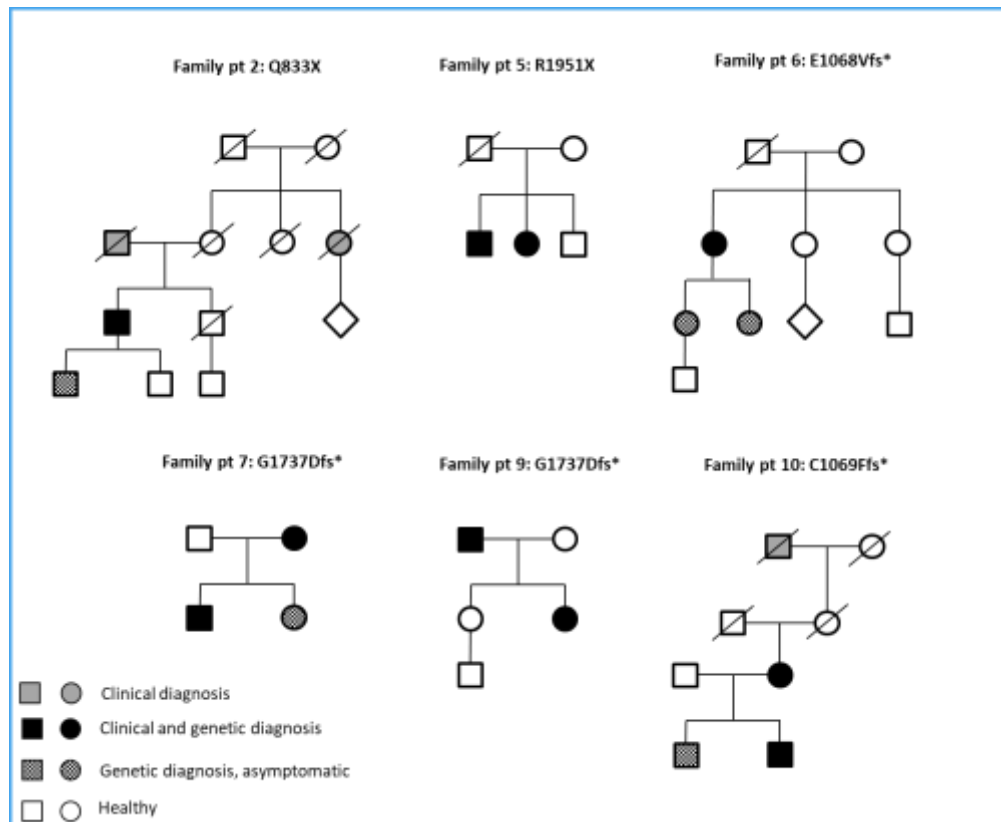 Family pt 2: Q833X
Family pt 5: R1951X
Family pt 6: E1068Vfs*
Family pt 7: G1737Dfs*
Family pt 9: G1737Dfs*
Family pt 10: C1069Ffs*
Clinical diagnosis
Clinical and genetic diagnosis
Genetic diagnosis, asymptomatic
Healthy